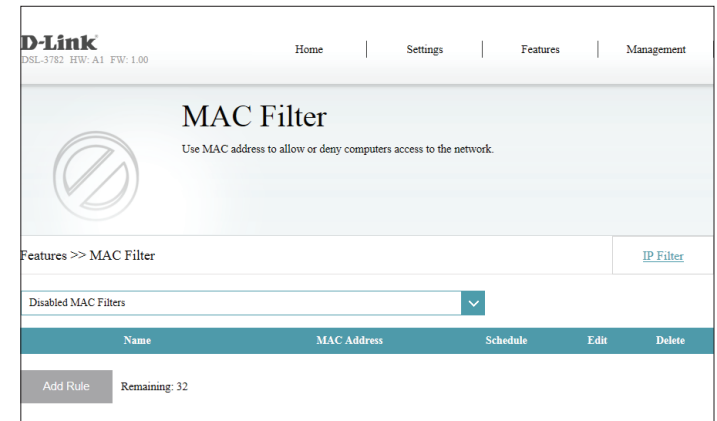 D-Link
DSL-3782 HW: A1 FW: 1.00
Home Settings Features Management
MAC Filter
Use MAC address to allow or deny computers access to the network.
Features >> MAC Filter
IP Filter
Disabled MAC Filters
Name MAC Address Schedule Edit Delete
Add Rule Remaining: 32